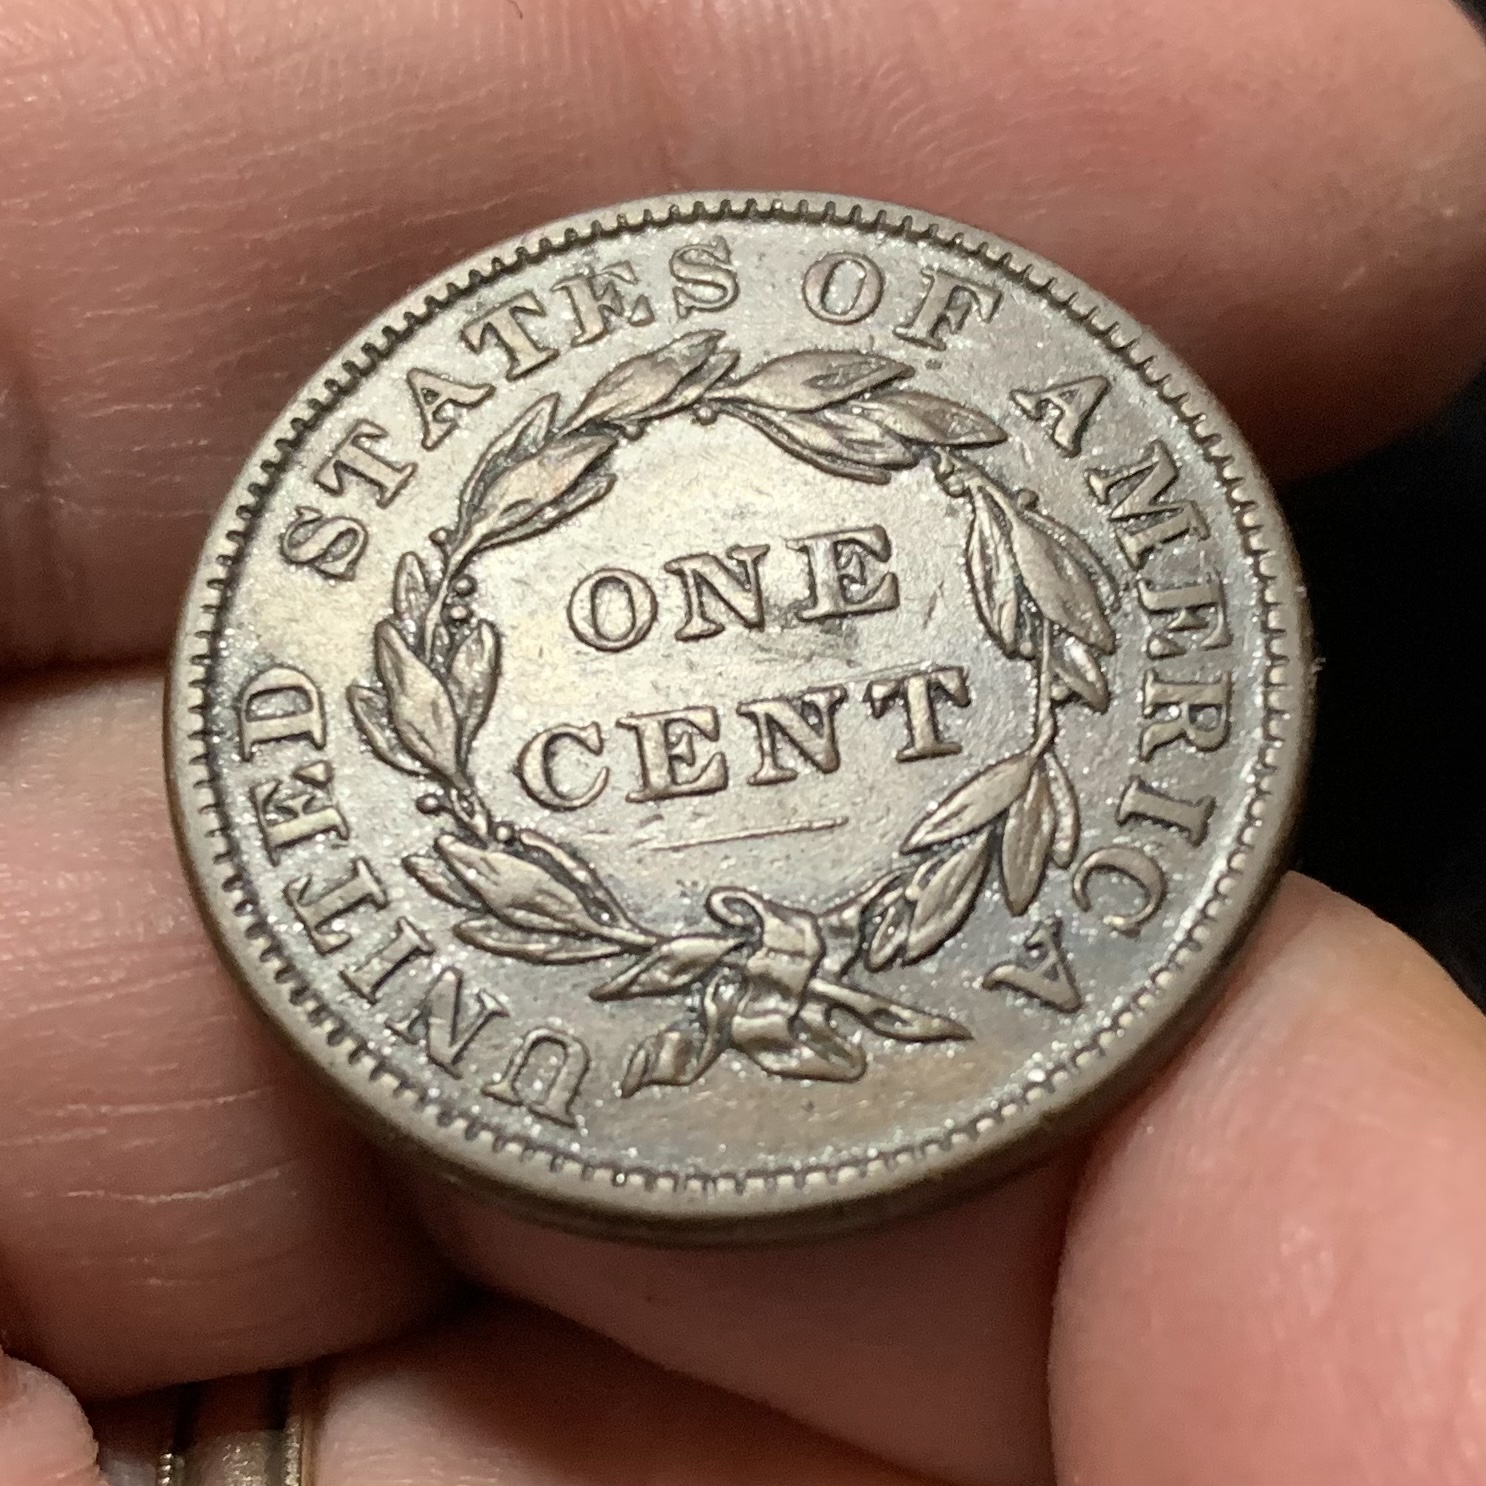 UNITED STATES OF AMERICA
ONE
CENT